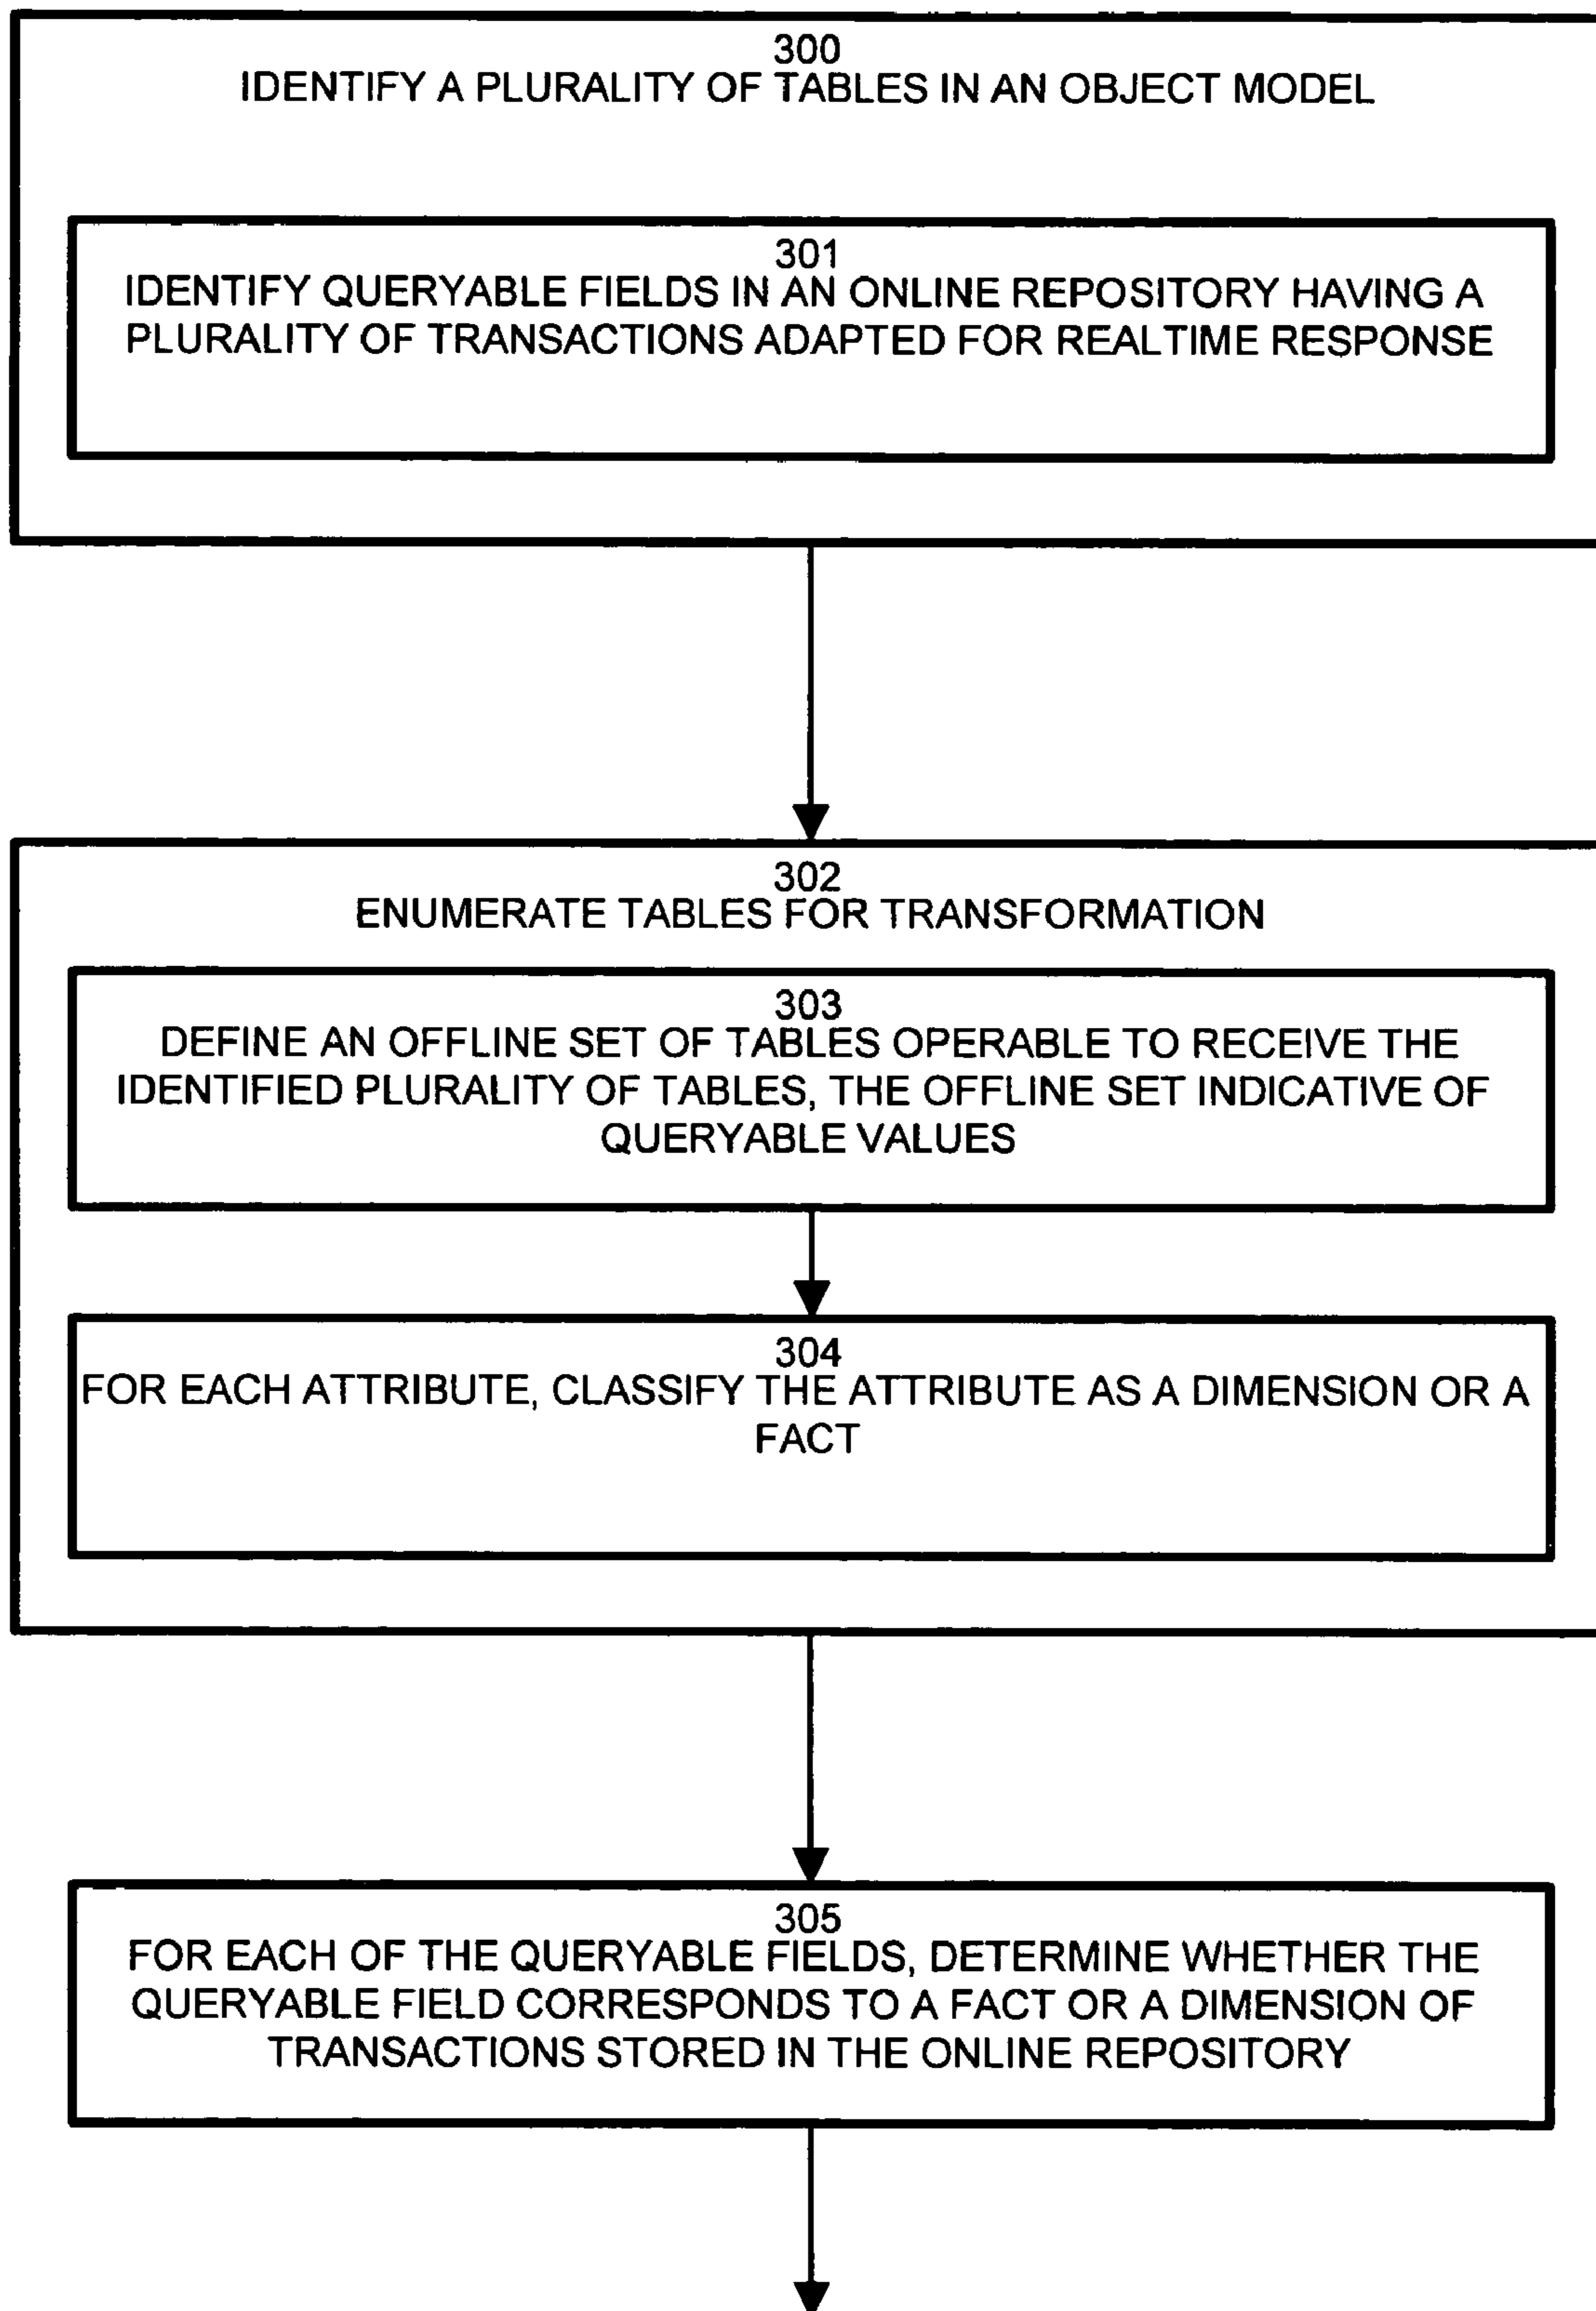 300
IDENTIFY A PLURALITY OF TABLES IN AN OBJECT MODEL
301
IDENTIFY QUERYABLE FIELDS IN AN ONLINE REPOSITORY HAVING A
PLURALITY OF TRANSACTIONS ADAPTED FOR REALTIME RESPONSE
302
ENUMERATE TABLES FOR TRANSFORMATION
303
DEFINE AN OFFLINE SET OF TABLES OPERABLE TO RECEIVE THE
IDENTIFIED PLURALITY OF TABLES, THE OFFLINE SET INDICATIVE OF
QUERYABLE VALUES
304
FOR EACH ATTRIBUTE, CLASSIFY THE ATTRIBUTE AS A DIMENSION OR A
FACT
305
FOR EACH OF THE QUERYABLE FIELDS, DETERMINE WHETHER THE
QUERYABLE FIELD CORRESPONDS TO A FACT OR A DIMENSION OF
TRANSACTIONS STORED IN THE ONLINE REPOSITORY